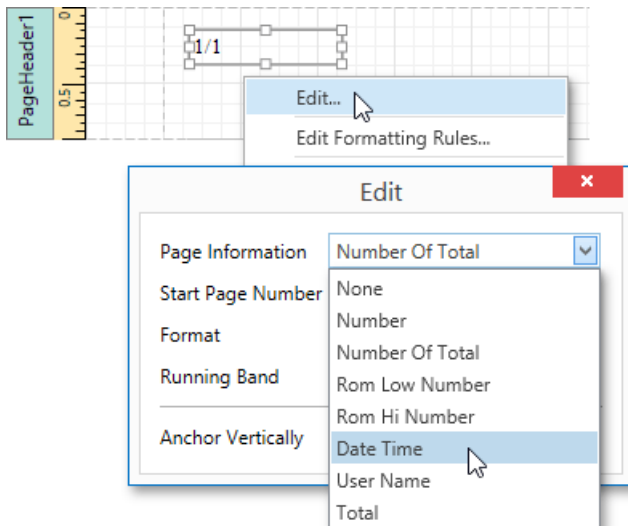 PageHeader1
0
0.5
1/1
Edit...
Edit Formatting Rules...
Edit
Page Information
Number Of Total
Start Page Number
Format
Running Band
Anchor Vertically
None
Number
Number Of Total
Rom Low Number
Rom Hi Number
Date Time
User Name
Total